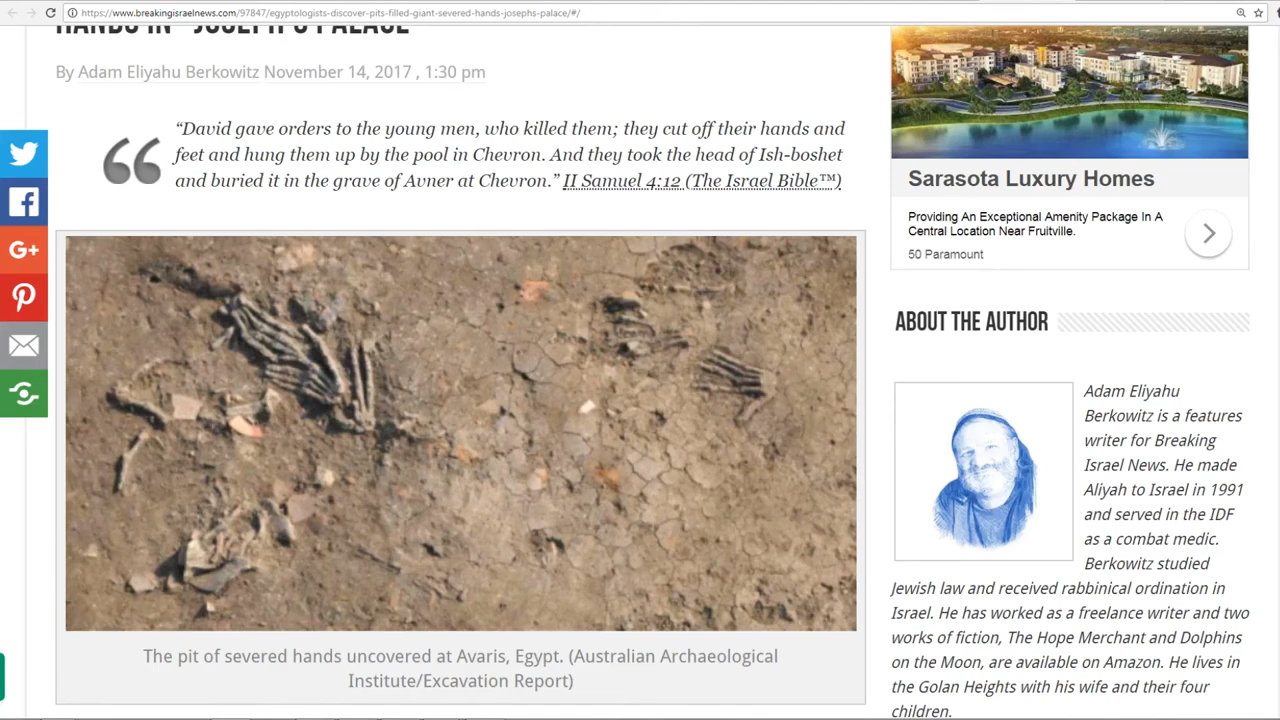 https://www.breakingisraelnews.com/97847/egyptologists-discover-pits-filled-giant-severed-hands-josephs-palace/#/
HANDS IN "JOSEPH'S PALACE"
By Adam Eliyahu Berkowitz November 14, 2017 , 1:30 pm
“David gave orders to the young men, who killed them; they cut off their hands and
feet and hung them up by the pool in Chevron. And they took the head of Ish-boshet
and buried it in the grave of Avner at Chevron.” II Samuel 4:12 (The Israel Bible™)
The pit of severed hands uncovered at Avaris, Egypt. (Australian Archaeological
Institute/Excavation Report)
G+
Sarasota Luxury Homes
Providing An Exceptional Amenity Package In A
Central Location Near Fruitville.
50 Paramount
ABOUT THE AUTHOR
Adam Eliyahu
Berkowitz is a features
writer for Breaking
Israel News. He made
Aliyah to Israel in 1991
and served in the IDF
as a combat medic.
Berkowitz studied
Jewish law and received rabbinical ordination in
Israel. He has worked as a freelance writer and two
works of fiction, The Hope Merchant and Dolphins
on the Moon, are available on Amazon. He lives in
the Golan Heights with his wife and their four
children.